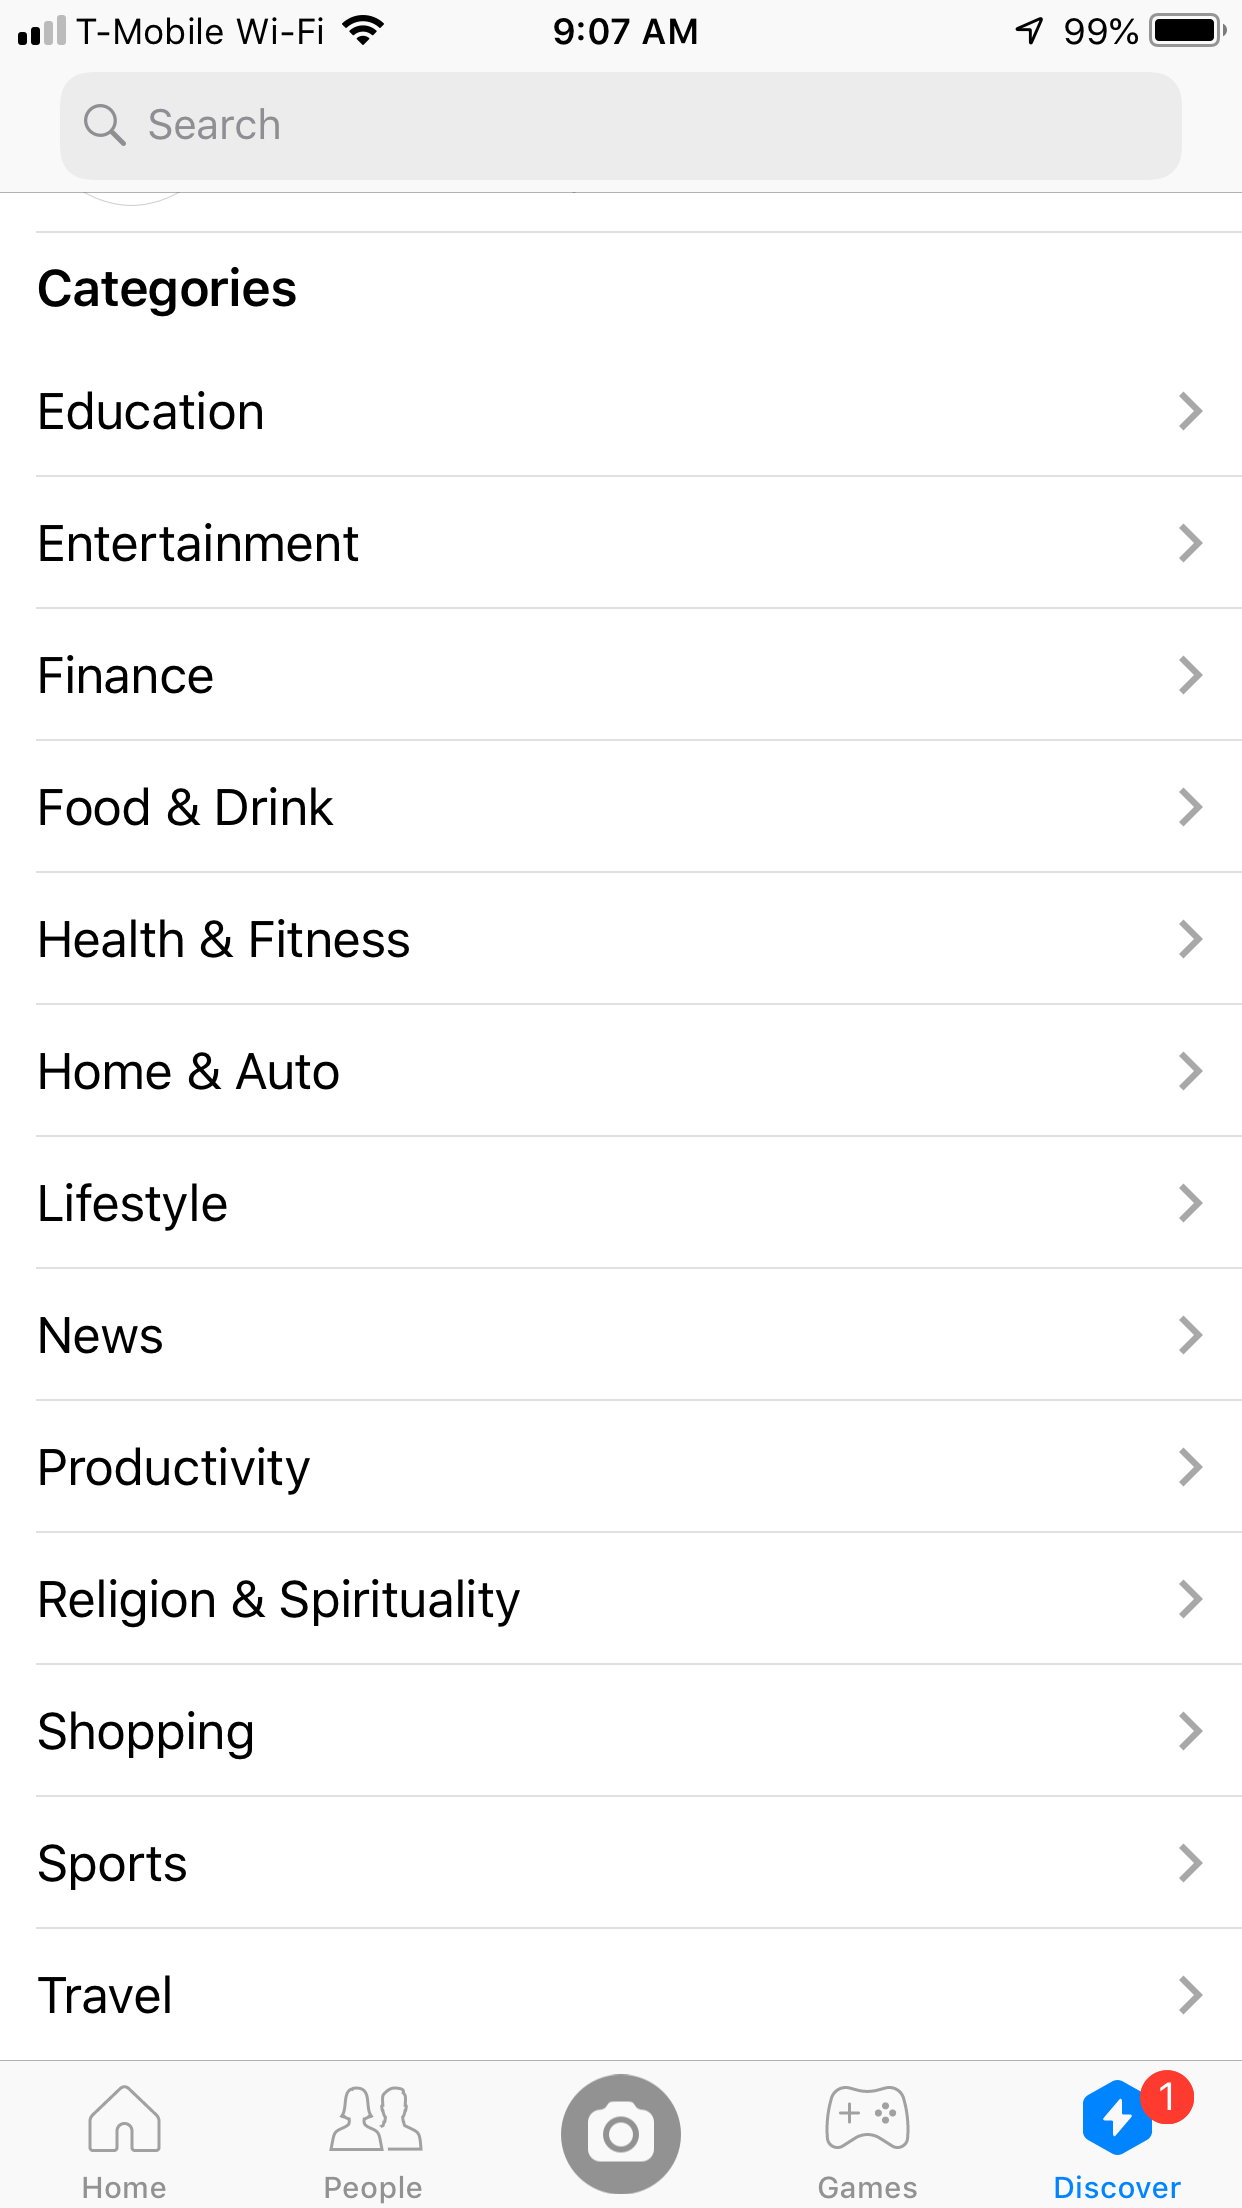 T-Mobile Wi-Fi 9:07 AM 99%
Search
Categories
Education
Entertainment
Finance
Food & Drink
Health & Fitness
Home & Auto
Lifestyle
News
Productivity
Religion & Spirituality
Shopping
Sports
Travel
1
Home People Games Discover